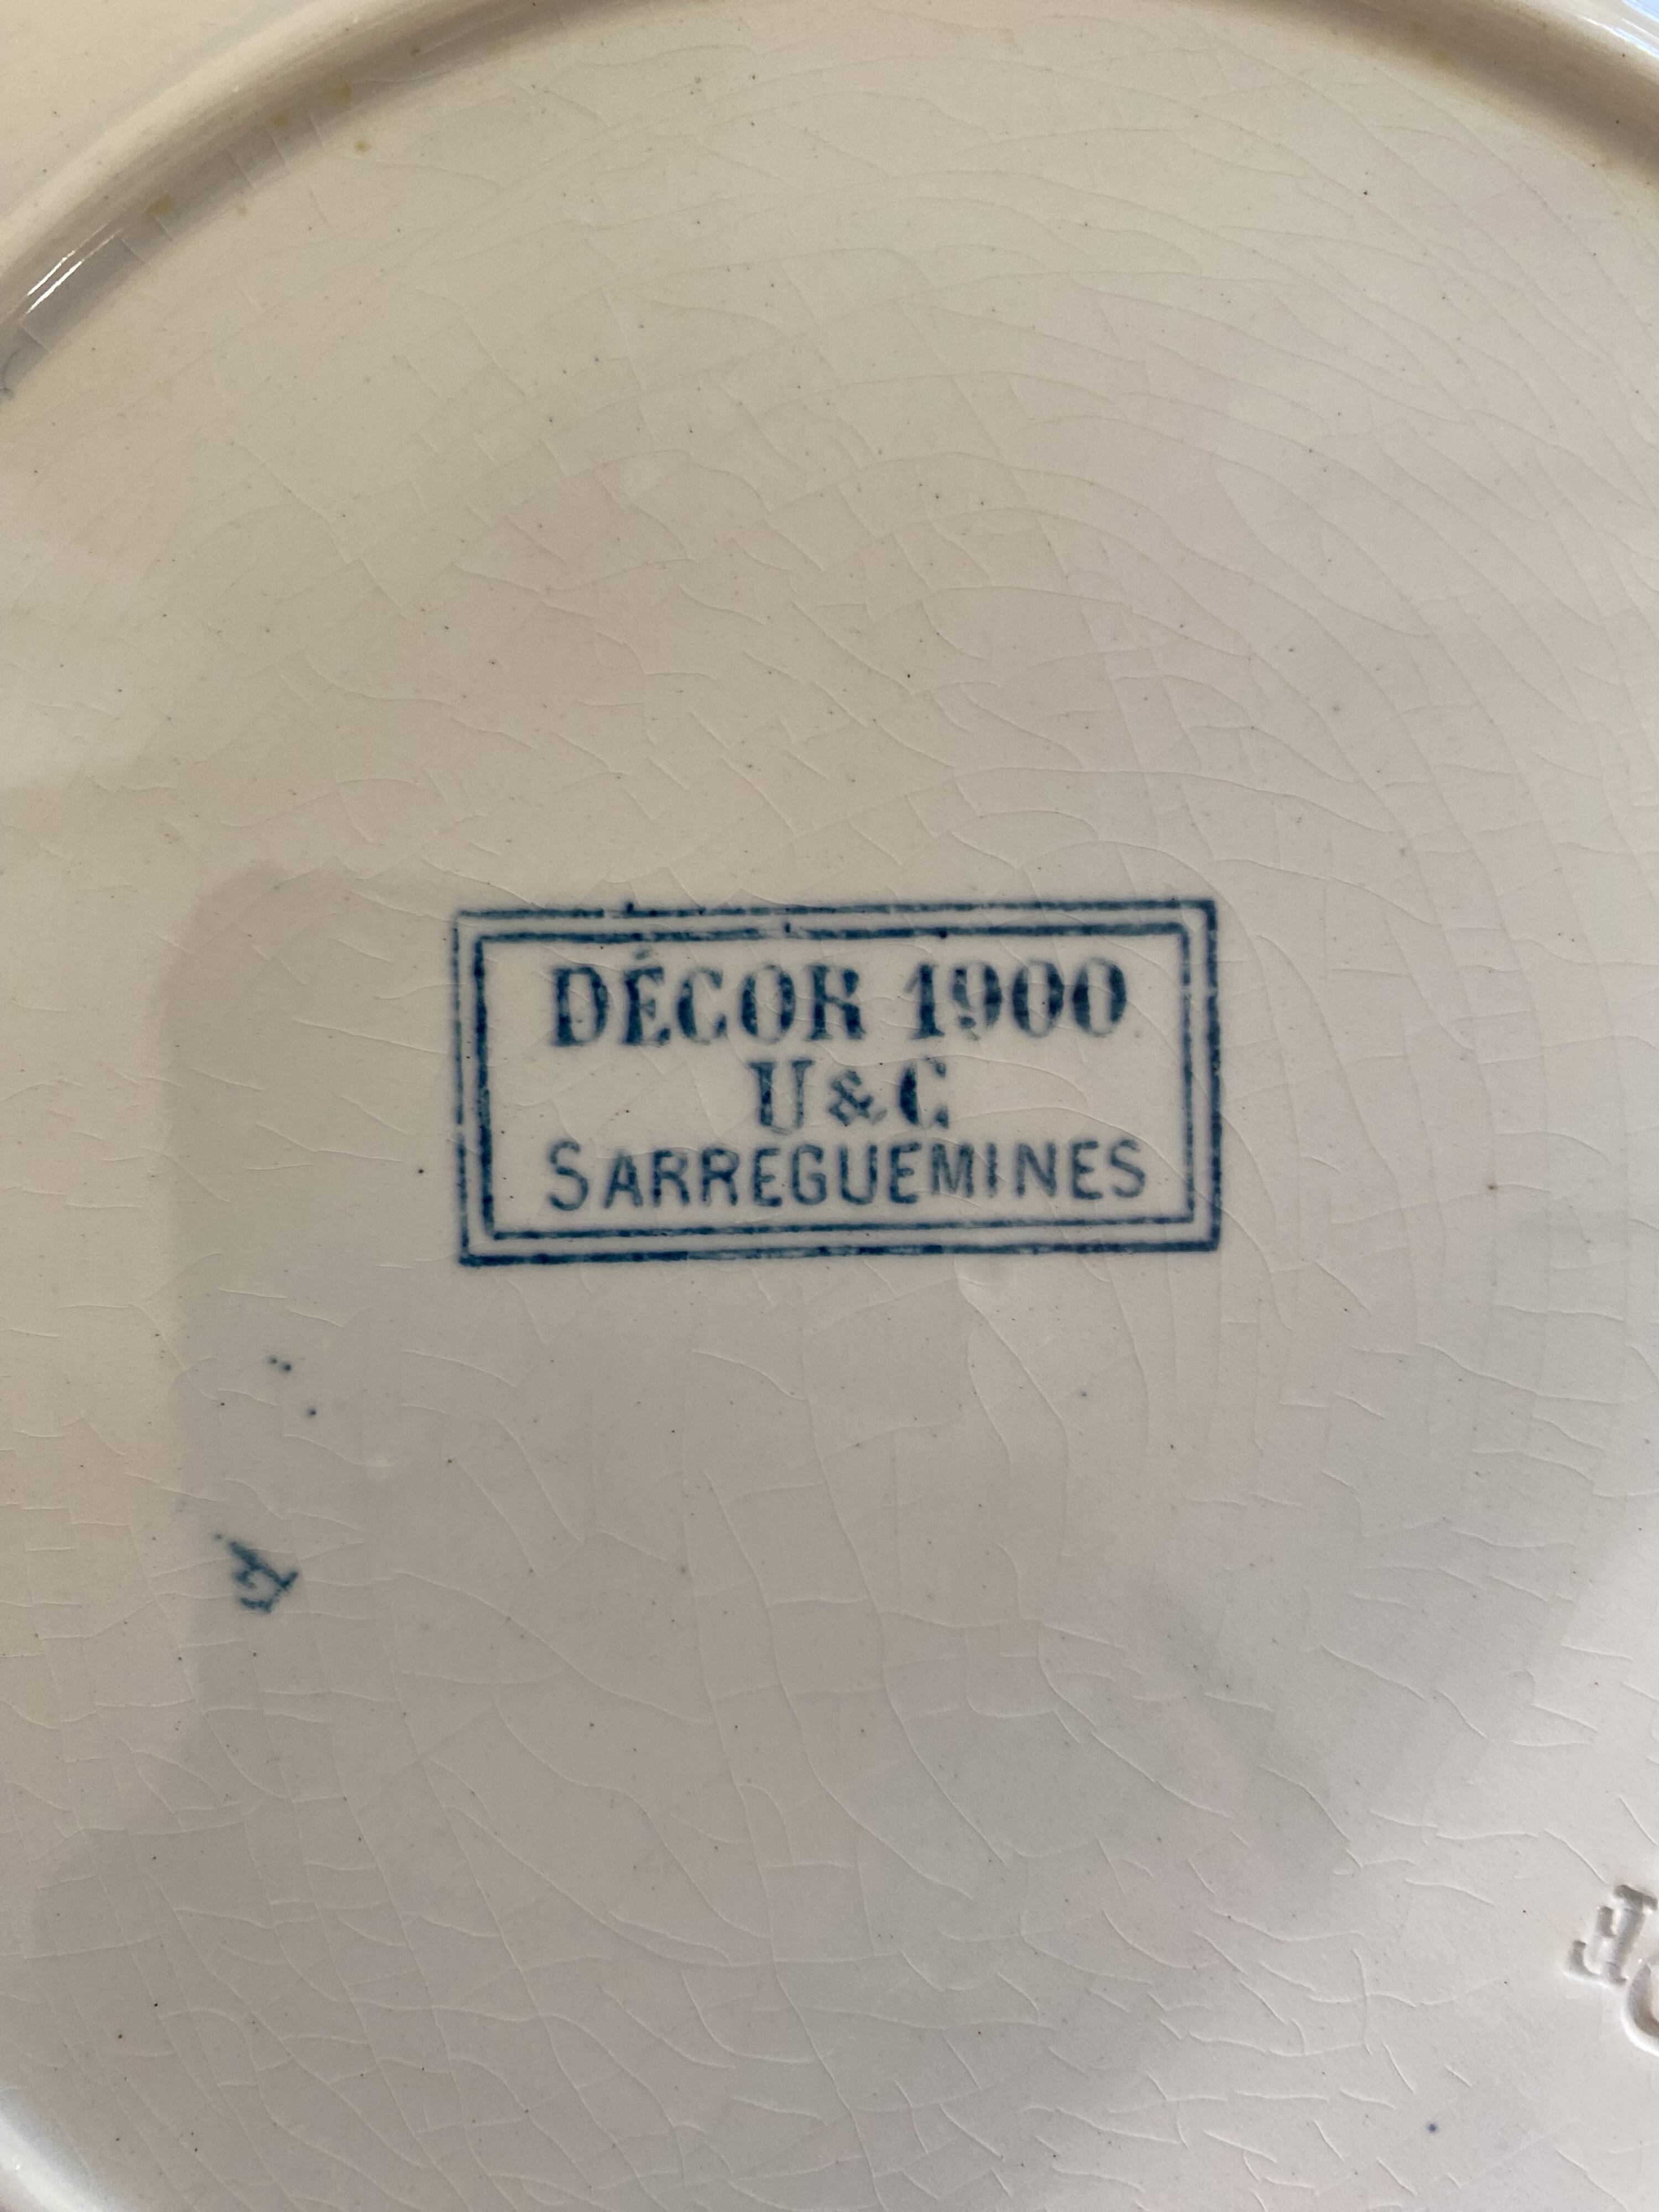 DÉCOR 1900
U & C
SARREGUEMINES